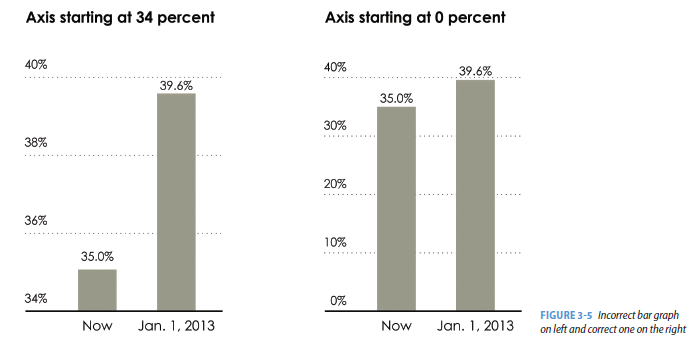 Axis starting at 34 percent
40%
39.6%
38%
36%
35.0%
34%
Now Jan. 1, 2013
Axis starting at 0 percent
40%
39.6%
35.0%
30%
20%
10%
0%
Now Jan. 1, 2013
FIGURE 3-5 Incorrect bar graph
on left and correct one on the right